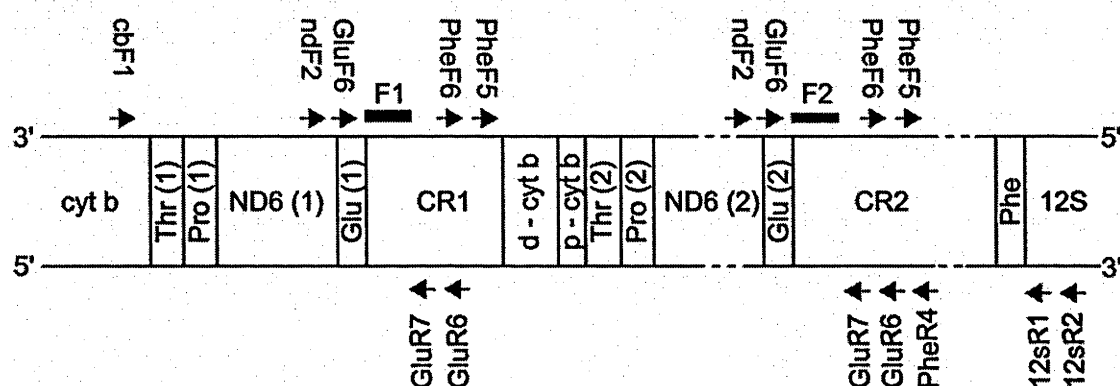 cbF1
ndF2
GluF6
F1
PheF6
PheF5
ndF2
GluF6
F2
PheF6
PheF5
3' 5'
cyt b
Thr (1)
Pro (1)
ND6 (1)
Glu (1)
CR1
d - cyt b
p - cyt b
Thr (2)
Pro (2)
ND6 (2)
Glu (2)
CR2
Phe
12S
5' 3'
GluR7
GluR6
GluR7
GluR6
PheR4
12sR1
12sR2